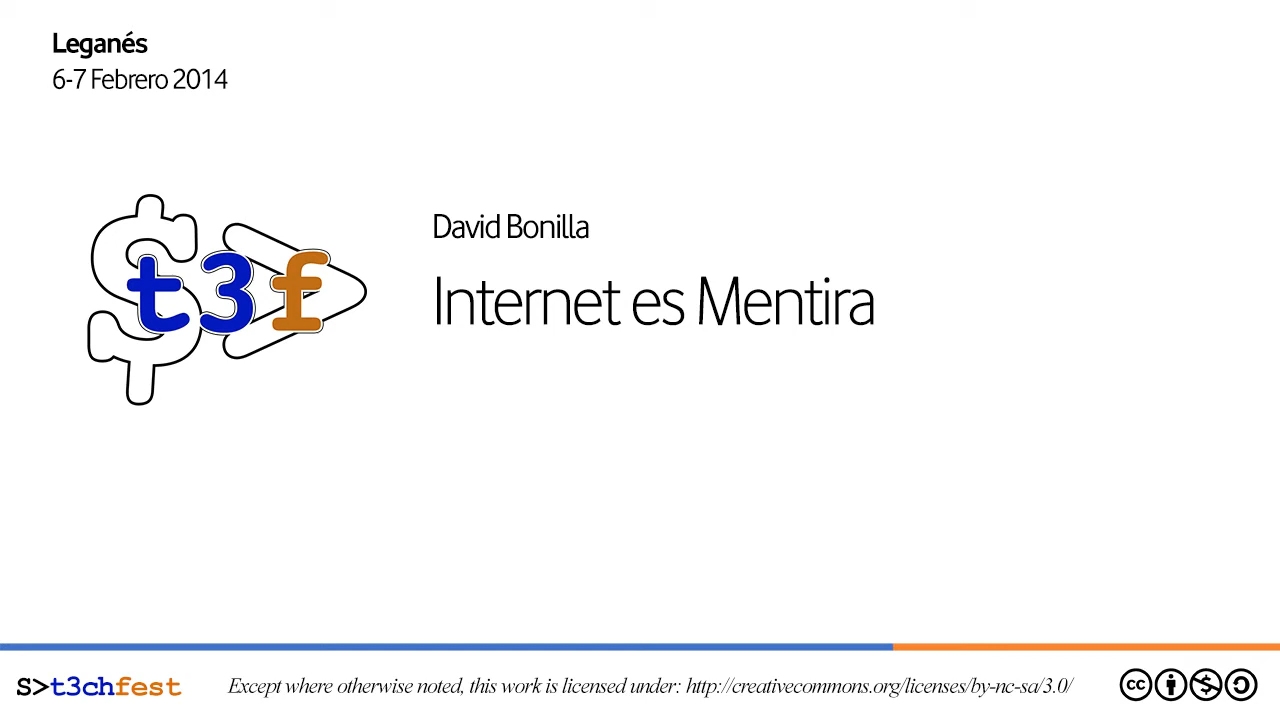 Leganés
6-7 Febrero 2014
$> t3f
David Bonilla
Internet es Mentira
S>t3chfest
Except where otherwise noted, this work is licensed under: http://creativecommons.org/licenses/by-nc-sa/3.0/
cc